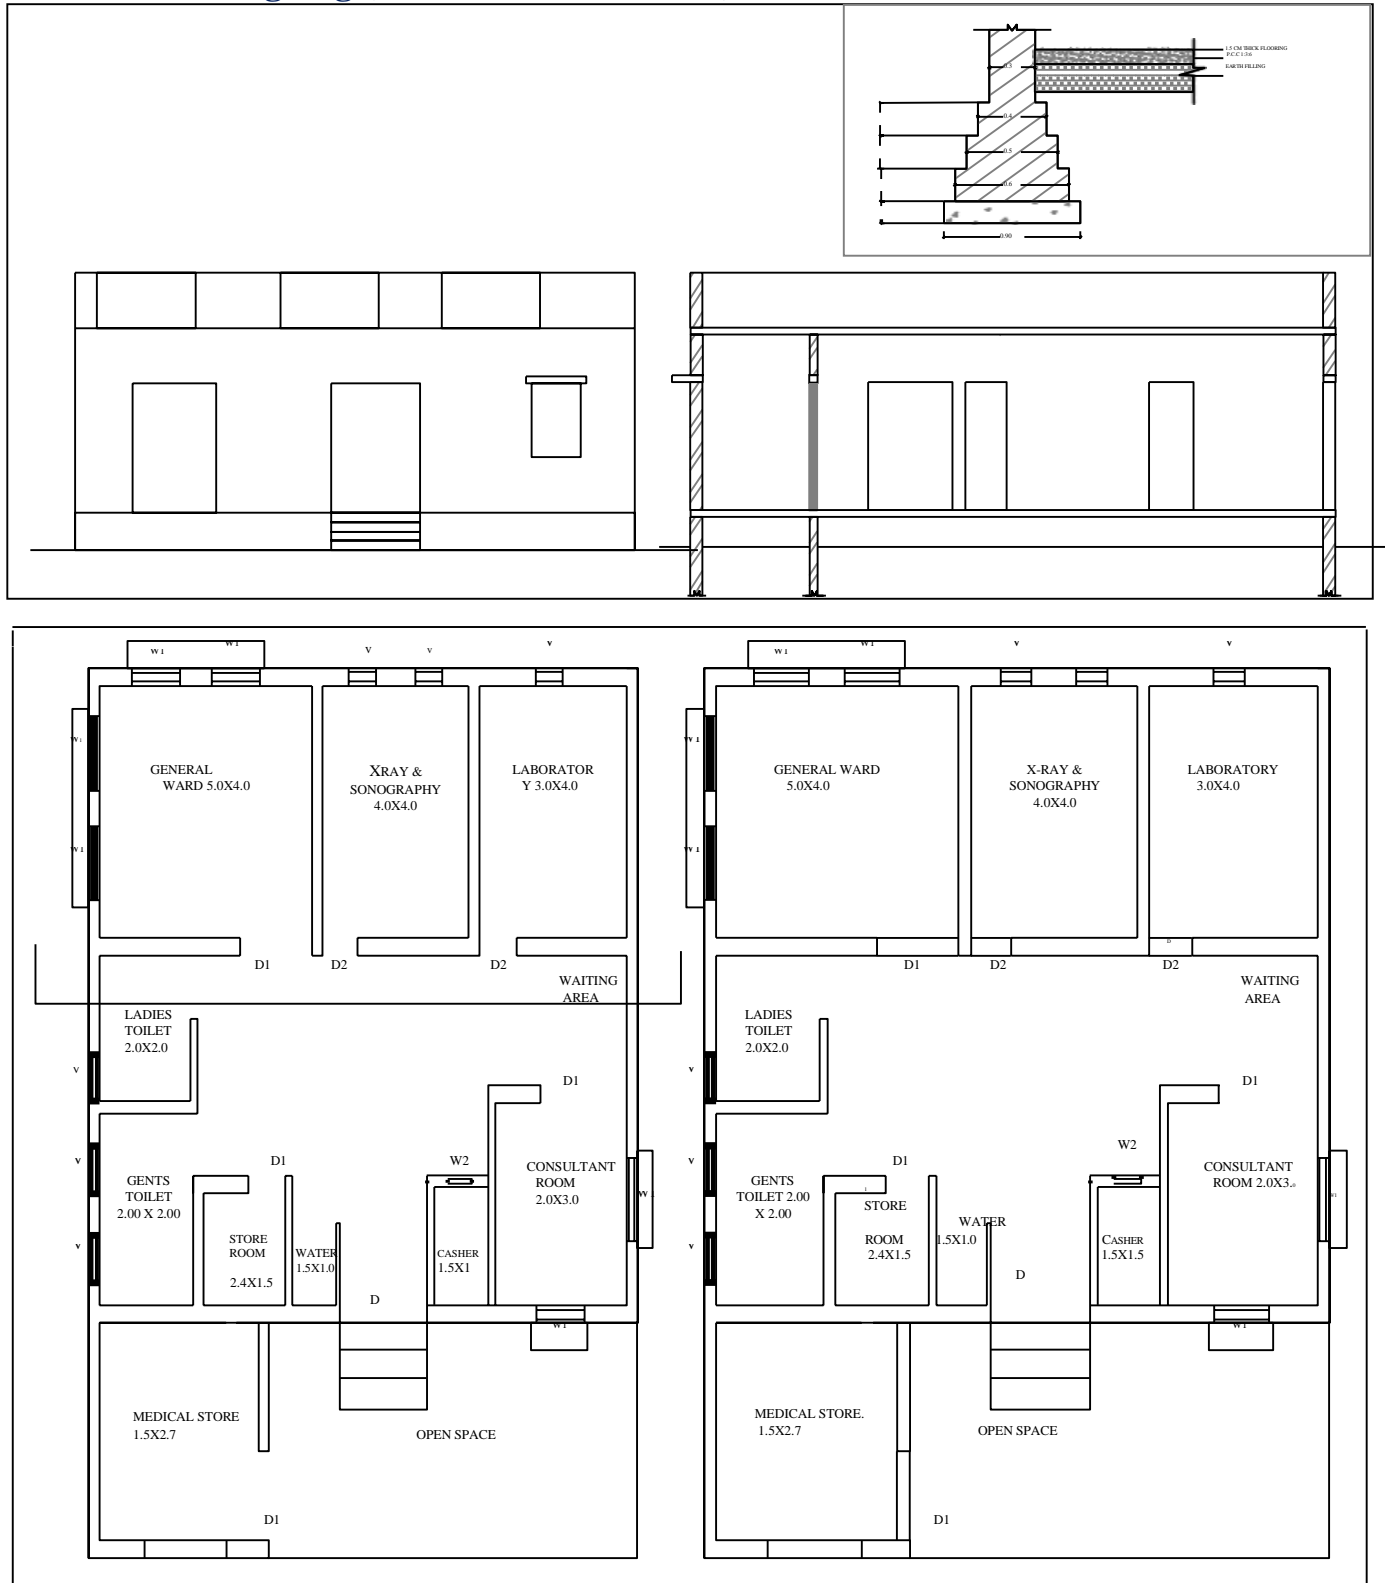 1.5 CM THICK FLOORING
P.C.C 1:3:6
EARTH FILLING
0.3
0.4
0.5
0.6
0.90
W1
W1
V
V
V
W1
W1
GENERAL
WARD 5.0X4.0
XRAY &
SONOGRAPHY
4.0X4.0
LABORATOR
Y 3.0X4.0
D1
D2
D2
WAITING
AREA
LADIES
TOILET
2.0X2.0
V
D1
V
GENTS
TOILET
2.00 X 2.00
V
D1
W2
CONSULTANT
ROOM
2.0X3.0
W1
STORE
ROOM
2.4X1.5
WATER
1.5X1.0
CASHER
1.5X1
D
W1
MEDICAL STORE
1.5X2.7
OPEN SPACE
D1
W1
W1
V
V
W1
W1
GENERAL WARD
5.0X4.0
X-RAY &
SONOGRAPHY
4.0X4.0
LABORATORY
3.0X4.0
D
D1
D2
D2
WAITING
AREA
LADIES
TOILET
2.0X2.0
V
D1
V
GENTS
TOILET 2.00
X 2.00
V
D1
W2
CONSULTANT
ROOM 2.0X3.0
W1
STORE
ROOM
2.4X1.5
WATER
1.5X1.0
CASHER
1.5X1.5
D
W1
MEDICAL STORE.
1.5X2.7
OPEN SPACE
D1